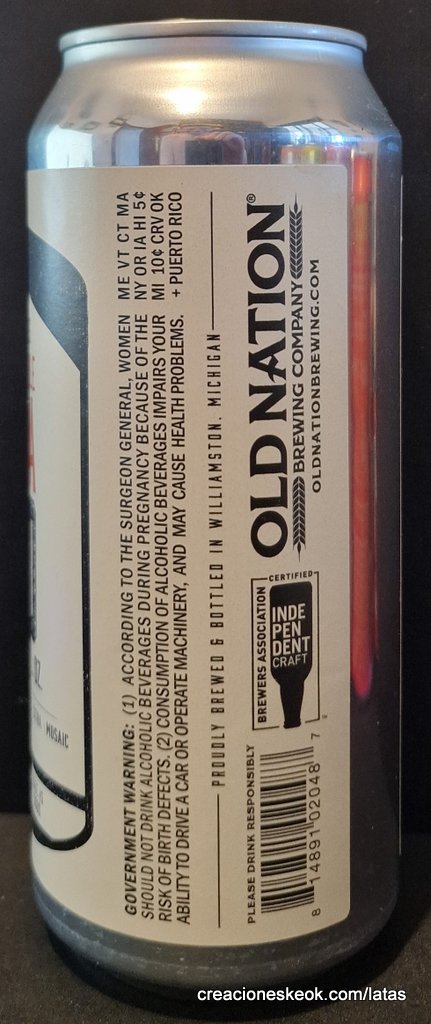 GOVERNMENT WARNING: (1) ACCORDING TO THE SURGEON GENERAL, WOMEN
SHOULD NOT DRINK ALCOHOLIC BEVERAGES DURING PREGNANCY BECAUSE OF THE
RISK OF BIRTH DEFECTS. (2) CONSUMPTION OF ALCOHOLIC BEVERAGES IMPAIRS YOUR
ABILITY TO DRIVE A CAR OR OPERATE MACHINERY, AND MAY CAUSE HEALTH PROBLEMS.
ME VT CT MA
NY OR IA HI 5¢
MI 10¢ CRV OK
+ PUERTO RICO
PROUDLY BREWED & BOTTLED IN WILLIAMSTON, MICHIGAN
PLEASE DRINK RESPONSIBLY
8 14891 02048 7
BREWERS ASSOCIATION
CERTIFIED
INDE
PEN
DENT
CRAFT
OLD NATION®
BREWING COMPANY
OLDNATIONBREWING.COM
OZ.
MOSAIC
creacioneskeok.com/latas